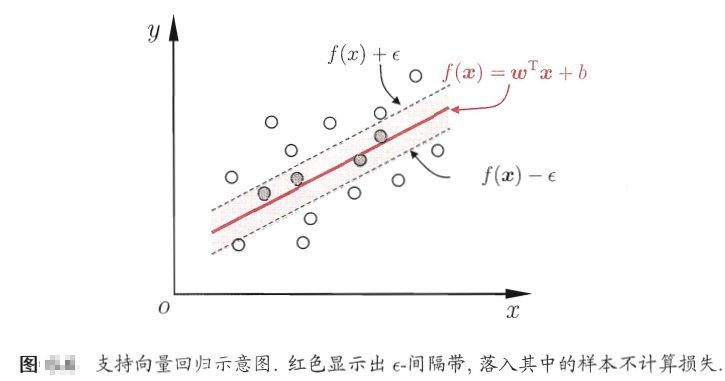 y
f(x) + ϵ
f(x) = wᵀx + b
f(x) − ϵ
O
x
图 支持向量回归示意图. 红色显示出 ϵ-间隔带, 落入其中的样本不计算损失.